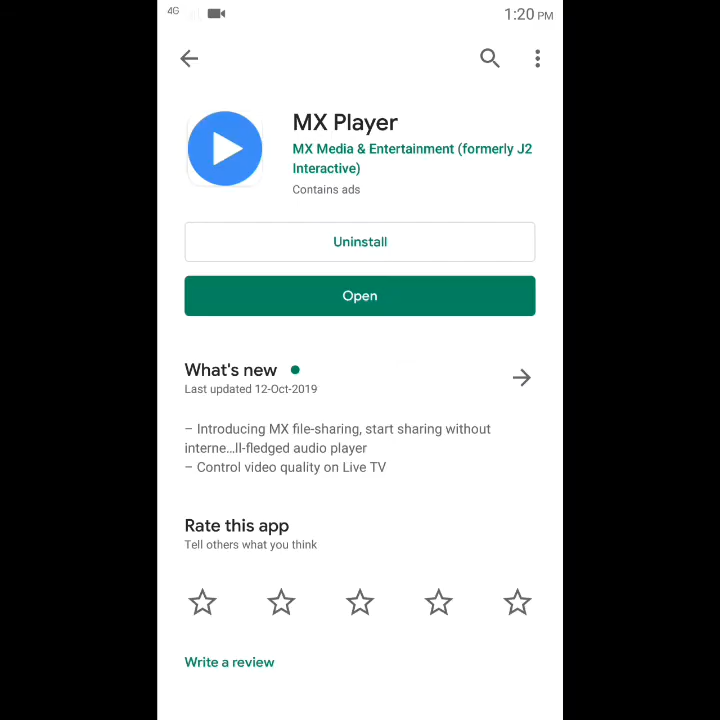 4G
1:20 PM
MX Player
MX Media & Entertainment (formerly J2
Interactive)
Contains ads
Uninstall
Open
What's new
Last updated 12-Oct-2019
– Introducing MX file-sharing, start sharing without
interne...ll-fledged audio player
– Control video quality on Live TV
Rate this app
Tell others what you think
Write a review